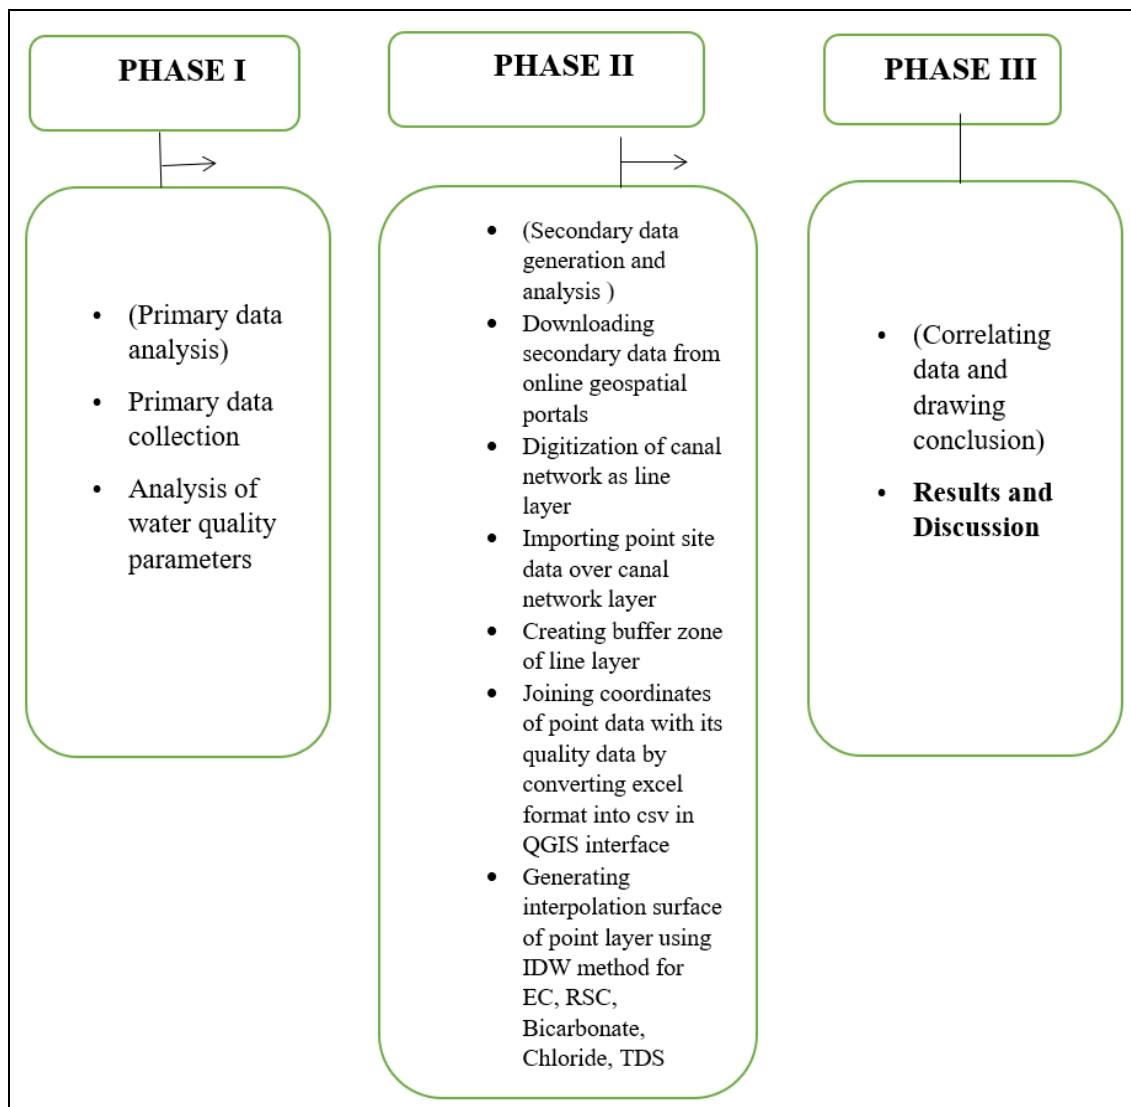 PHASE I
• (Primary data
analysis)
• Primary data
collection
• Analysis of
water quality
parameters
PHASE II
• (Secondary data
generation and
analysis )
• Downloading
secondary data from
online geospatial
portals
• Digitization of canal
network as line
layer
• Importing point site
data over canal
network layer
• Creating buffer zone
of line layer
• Joining coordinates
of point data with its
quality data by
converting excel
format into csv in
QGIS interface
• Generating
interpolation surface
of point layer using
IDW method for
EC, RSC,
Bicarbonate,
Chloride, TDS
PHASE III
• (Correlating
data and
drawing
conclusion)
• Results and
Discussion